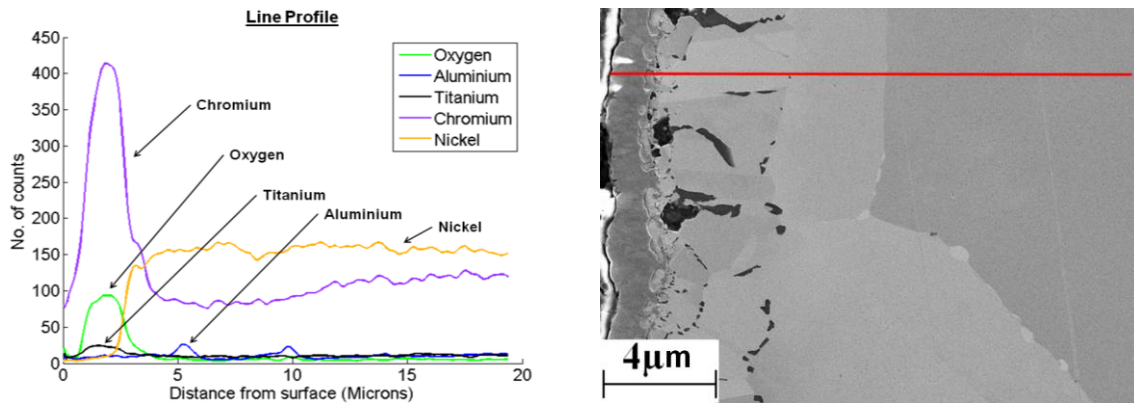 Line Profile
450
400
350
300
250
200
150
100
50
0
No. of counts
Oxygen
Aluminium
Titanium
Chromium
Nickel
Chromium
Oxygen
Titanium
Aluminium
Nickel
0
5
10
15
20
Distance from surface (Microns)
4µm